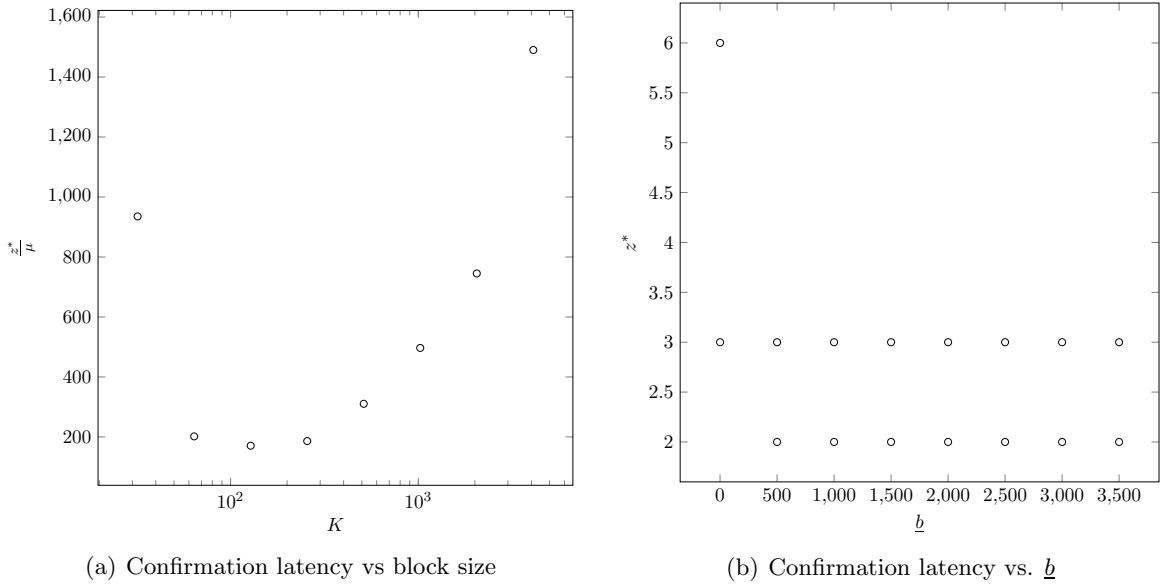 1,600
1,400
1,200
1,000
800
600
400
200
z*/μ
10² 10³
K
(a) Confirmation latency vs block size
6
5.5
5
4.5
4
3.5
3
2.5
2
z*
0 500 1,000 1,500 2,000 2,500 3,000 3,500
b
(b) Confirmation latency vs. b